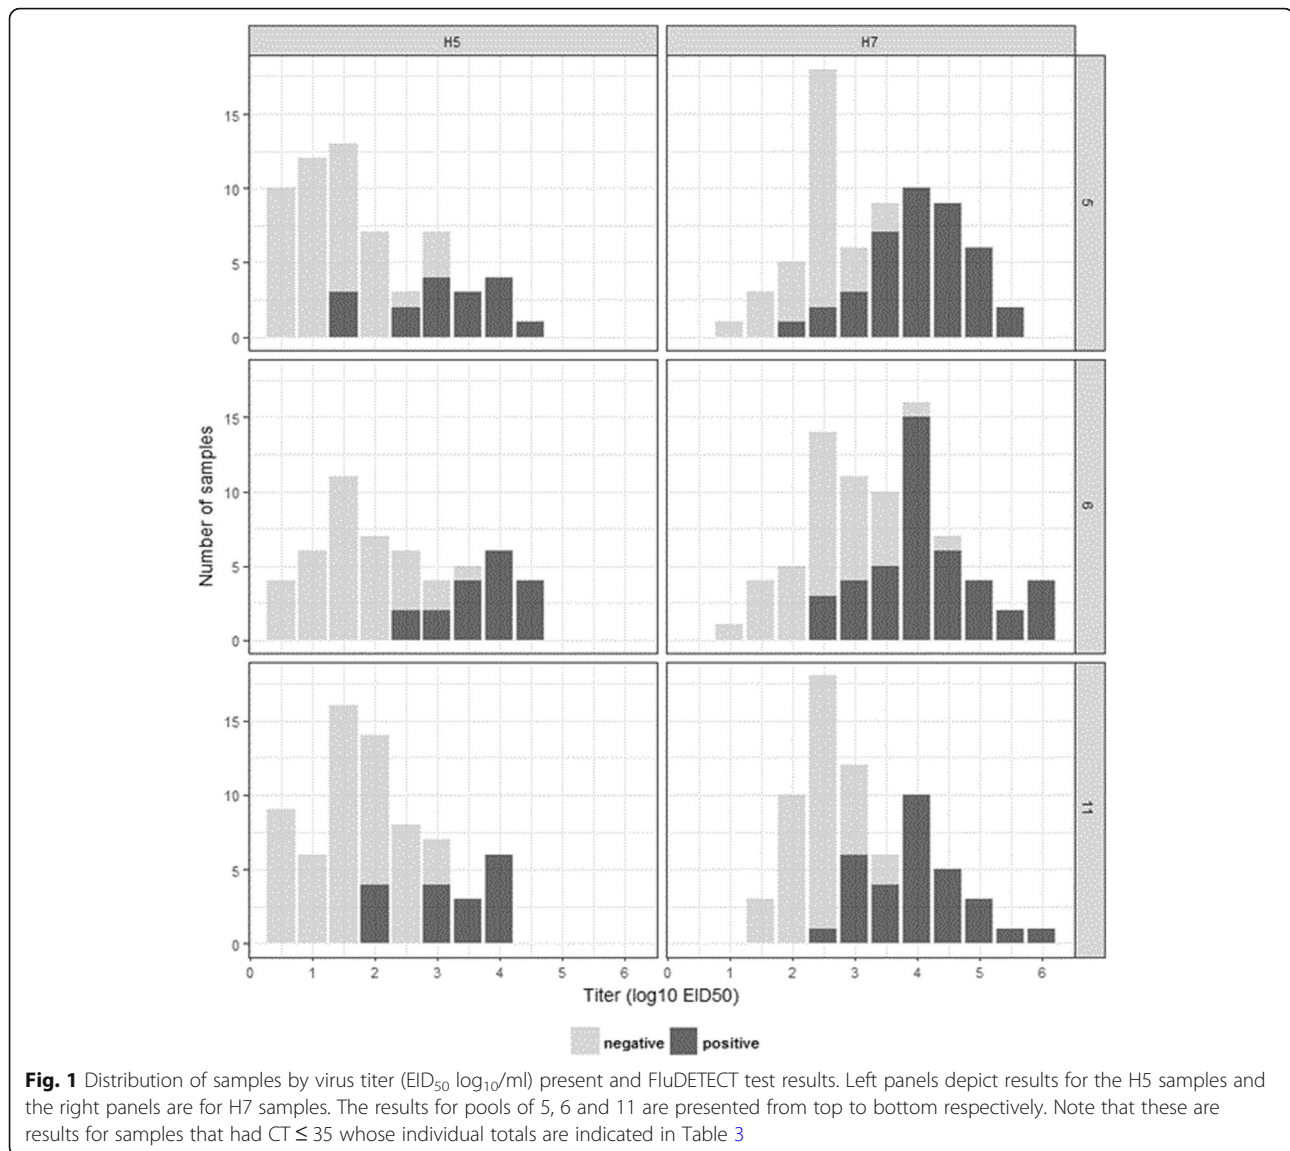 H5
H7
15
10
5
0
5
15
10
5
0
6
15
10
5
0
11
Number of samples
0 1 2 3 4 5 6
0 1 2 3 4 5 6
Titer (log10 EID50)
negative positive
Fig. 1 Distribution of samples by virus titer (EID50 log10/ml) present and FluDETECT test results. Left panels depict results for the H5 samples and
the right panels are for H7 samples. The results for pools of 5, 6 and 11 are presented from top to bottom respectively. Note that these are
results for samples that had CT ≤ 35 whose individual totals are indicated in Table 3